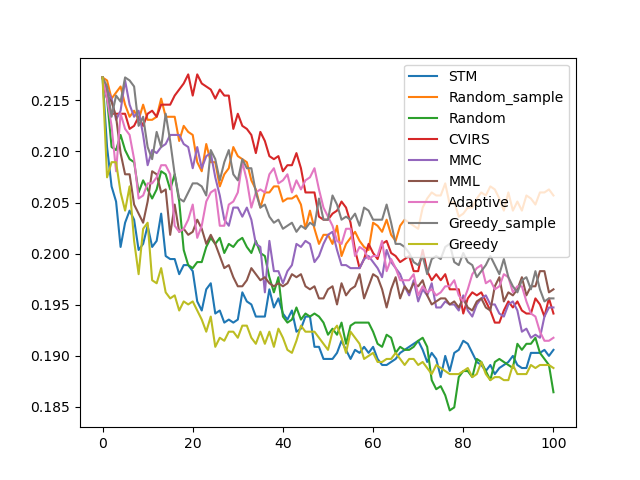 STM
Random_sample
Random
CVIRS
MMC
MML
Adaptive
Greedy_sample
Greedy
0.215
0.210
0.205
0.200
0.195
0.190
0.185
0 20 40 60 80 100